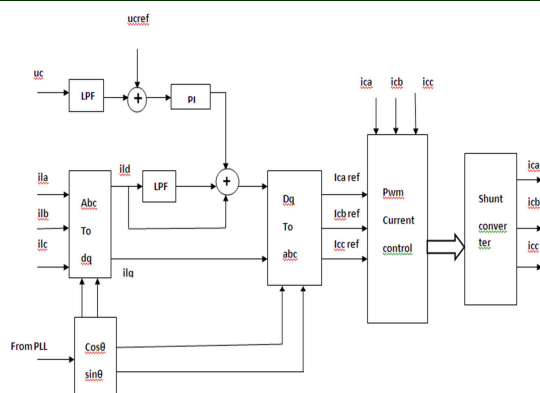 ucref
uc
LPF
+
PI
ica icb icc
ila
ilb
ilc
Abc
To
dq
ild
LPF
+
ilq
Dq
To
abc
Ica ref
Icb ref
Icc ref
Pwm
Current
control
Shunt
conver
ter
ica
icb
icc
From PLL
Cosθ
sinθ